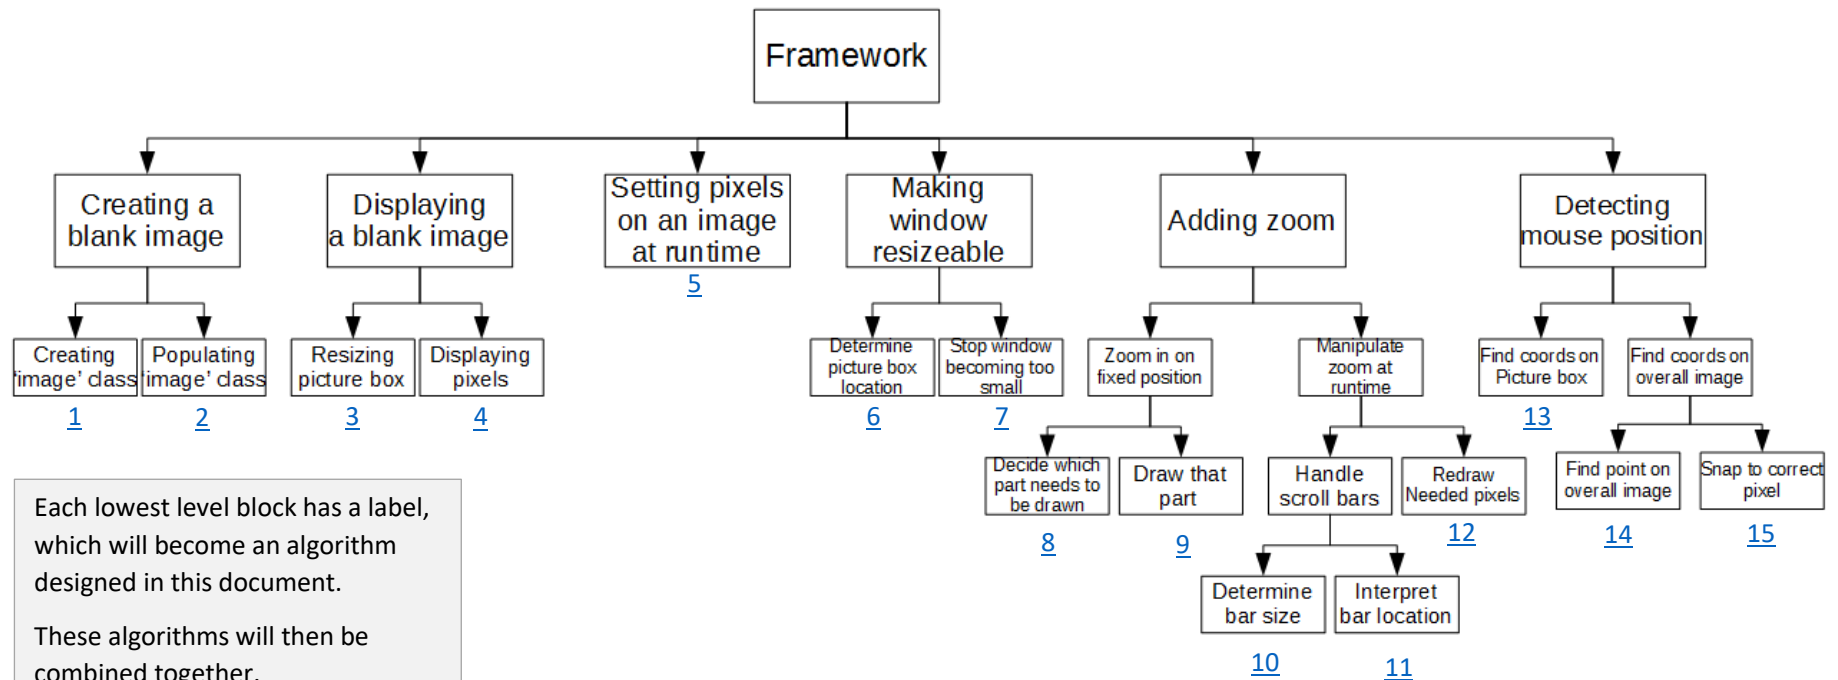 Framework
Creating a
blank image
Displaying
a blank image
Setting pixels
on an image
at runtime
5
Making
window
resizeable
Adding zoom
Detecting
mouse position
Creating
'image' class
1
Populating
'image' class
2
Resizing
picture box
3
Displaying
pixels
4
Determine
picture box
location
6
Stop window
becoming too
small
7
Zoom in on
fixed position
Manipulate
zoom at
runtime
Find coords on
Picture box
13
Find coords on
overall image
Decide which
part needs to
be drawn
8
Draw that
part
9
Handle
scroll bars
Redraw
Needed pixels
12
Find point on
overall image
14
Snap to correct
pixel
15
Determine
bar size
10
Interpret
bar location
11
Each lowest level block has a label,
which will become an algorithm
designed in this document.
These algorithms will then be
combined together.